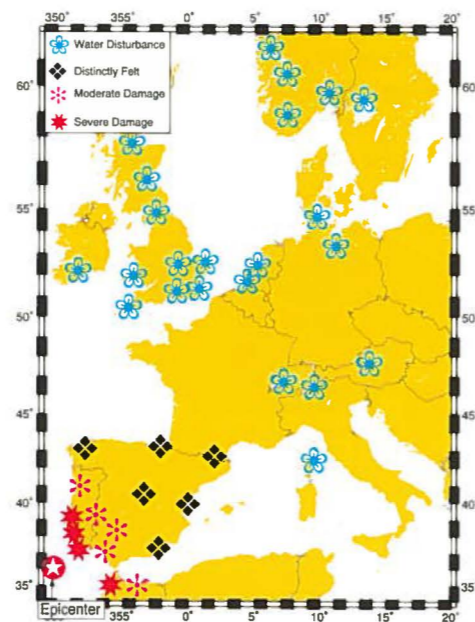 350° 355° 0° 5° 10° 15° 20°
Water Disturbance
Distinctly Felt
Moderate Damage
Severe Damage
60° 60°
55° 55°
50° 50°
45° 45°
40° 40°
35° 35°
Epicenter
350° 355° 0° 5° 10° 15° 20°